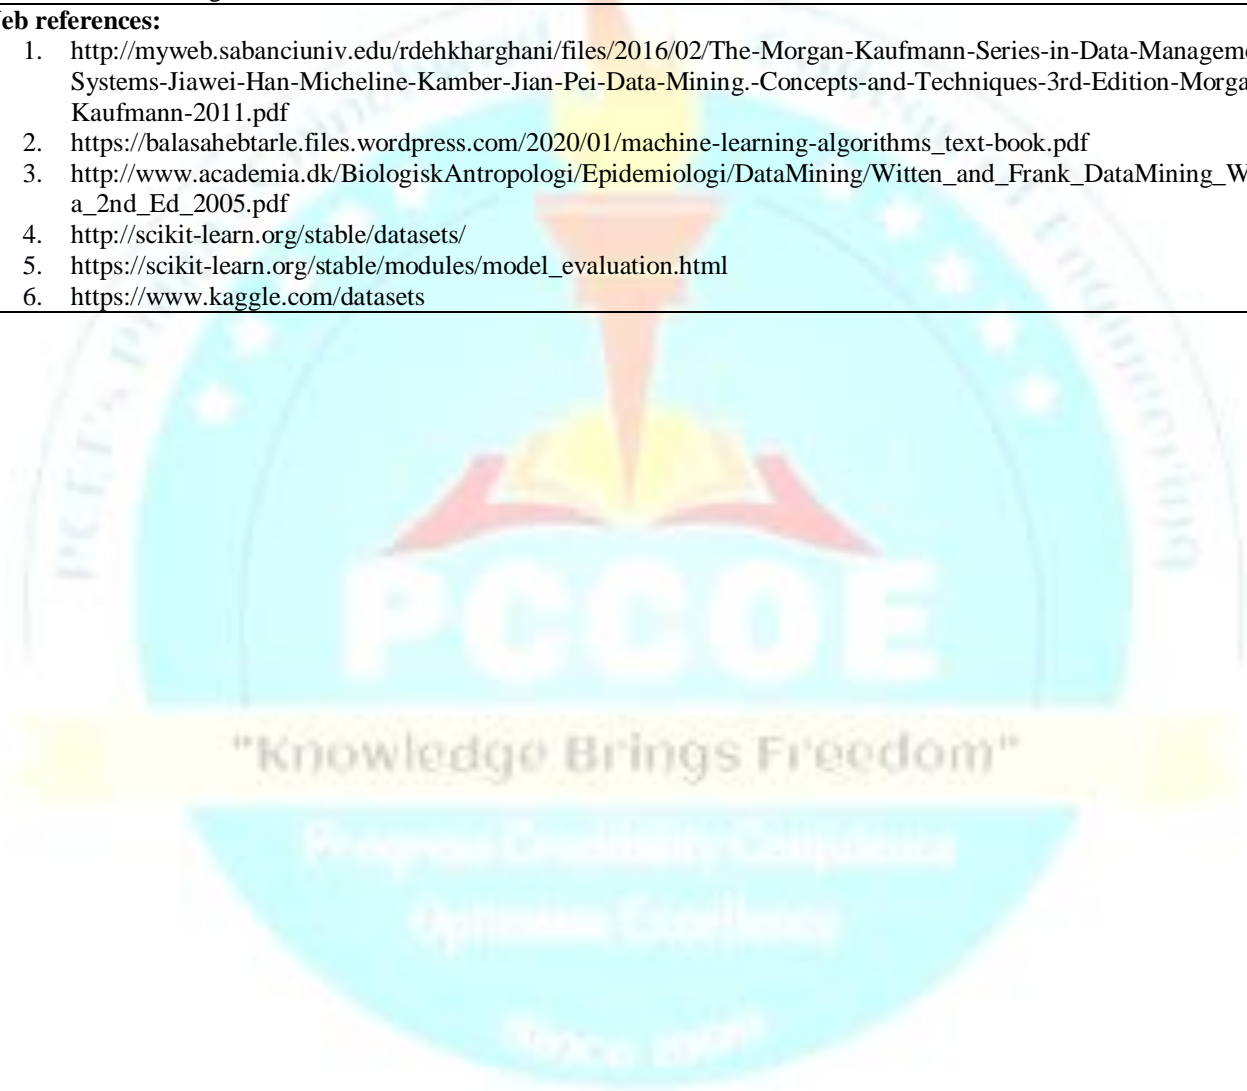 eb references:
1. http://myweb.sabanciuniv.edu/rdehkharghani/files/2016/02/The-Morgan-Kaufmann-Series-in-Data-Manageme
Systems-Jiawei-Han-Micheline-Kamber-Jian-Pei-Data-Mining.-Concepts-and-Techniques-3rd-Edition-Morga
Kaufmann-2011.pdf
2. https://balasahebtarle.files.wordpress.com/2020/01/machine-learning-algorithms_text-book.pdf
3. http://www.academia.dk/BiologiskAntropologi/Epidemiologi/DataMining/Witten_and_Frank_DataMining_W
a_2nd_Ed_2005.pdf
4. http://scikit-learn.org/stable/datasets/
5. https://scikit-learn.org/stable/modules/model_evaluation.html
6. https://www.kaggle.com/datasets
PCCOE
"Knowledge Brings Freedom"